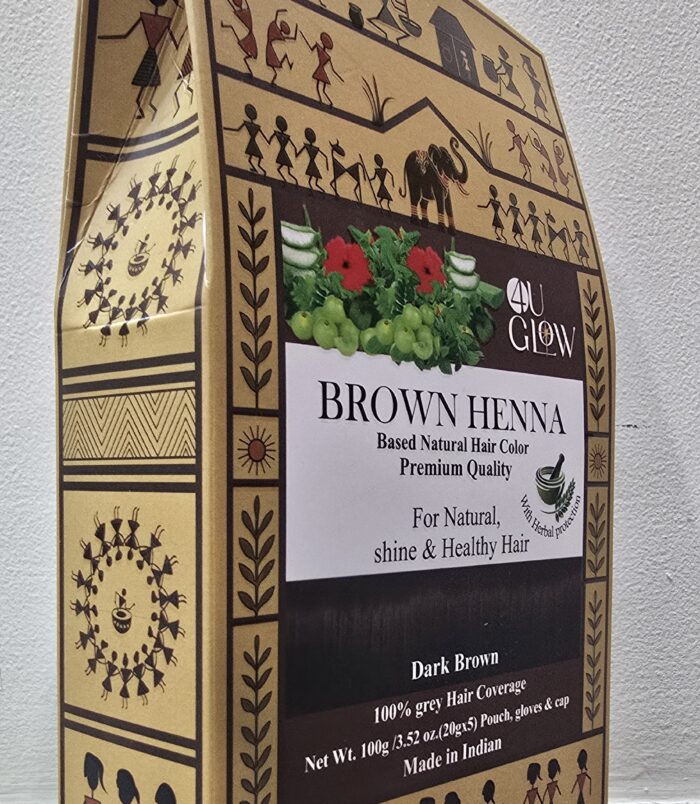 4U
GLOW
BROWN HENNA
Based Natural Hair Color
Premium Quality
With Herbal protection
For Natural,
shine & Healthy Hair
Dark Brown
100% grey Hair Coverage
Net Wt. 100g /3.52 oz.(20gx5) Pouch, gloves & cap
Made in Indian